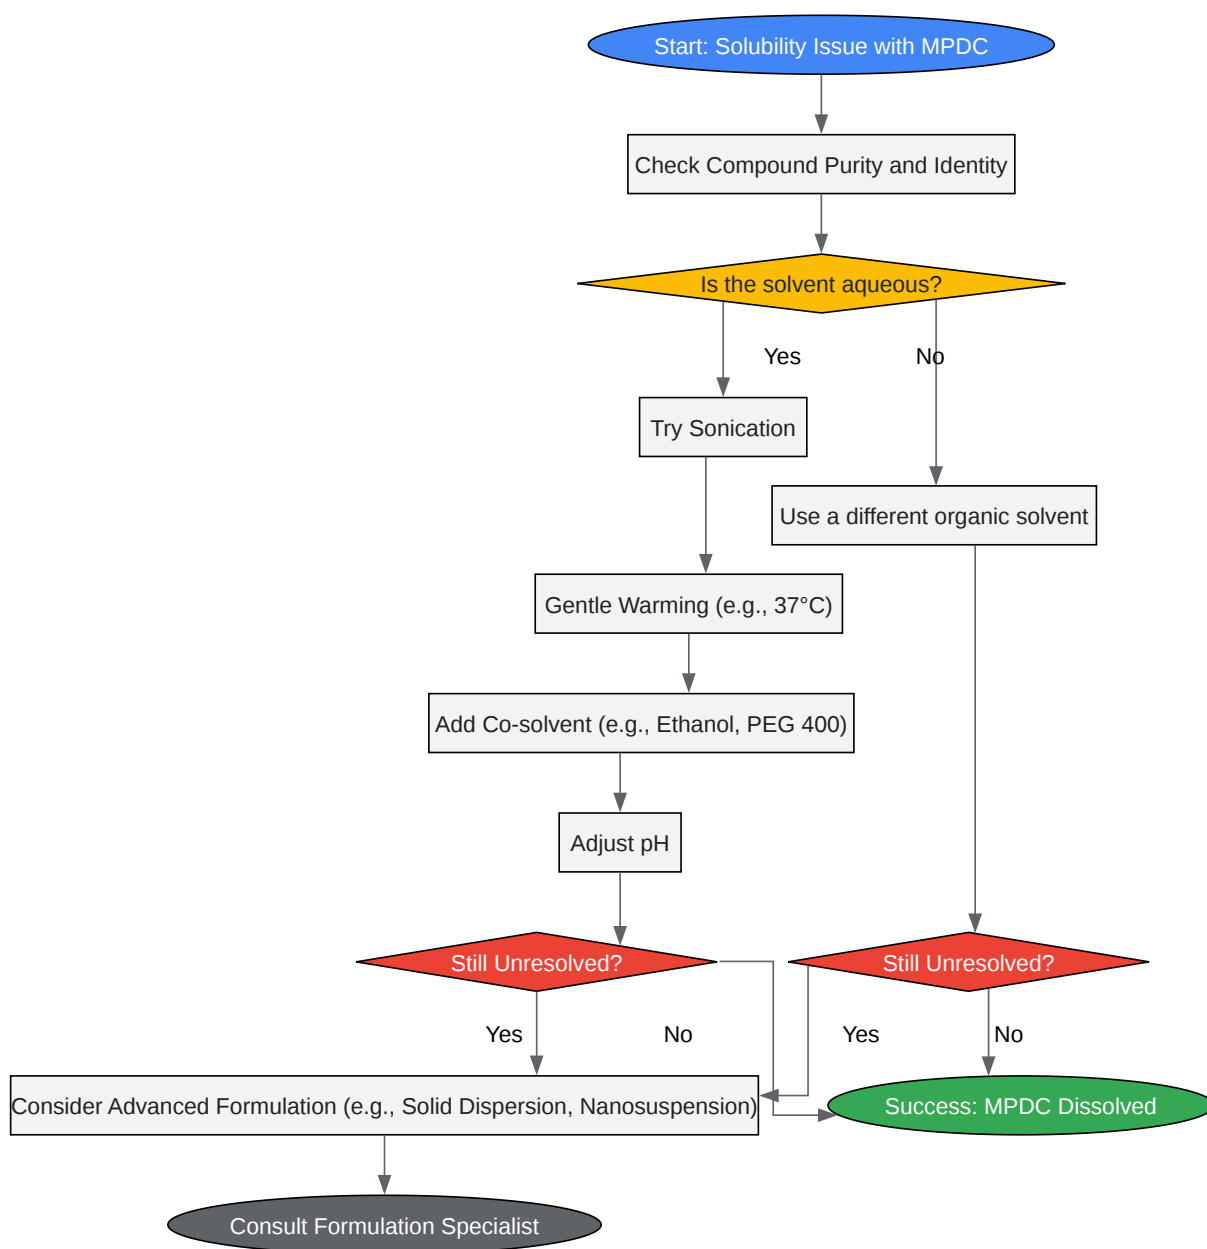 Start: Solubility Issue with MPDC
Check Compound Purity and Identity
Is the solvent aqueous?
Yes
No
Try Sonication
Use a different organic solvent
Gentle Warming (e.g., 37°C)
Add Co-solvent (e.g., Ethanol, PEG 400)
Adjust pH
Still Unresolved?
Still Unresolved?
Yes
No
Yes
No
Consider Advanced Formulation (e.g., Solid Dispersion, Nanosuspension)
Success: MPDC Dissolved
Consult Formulation Specialist